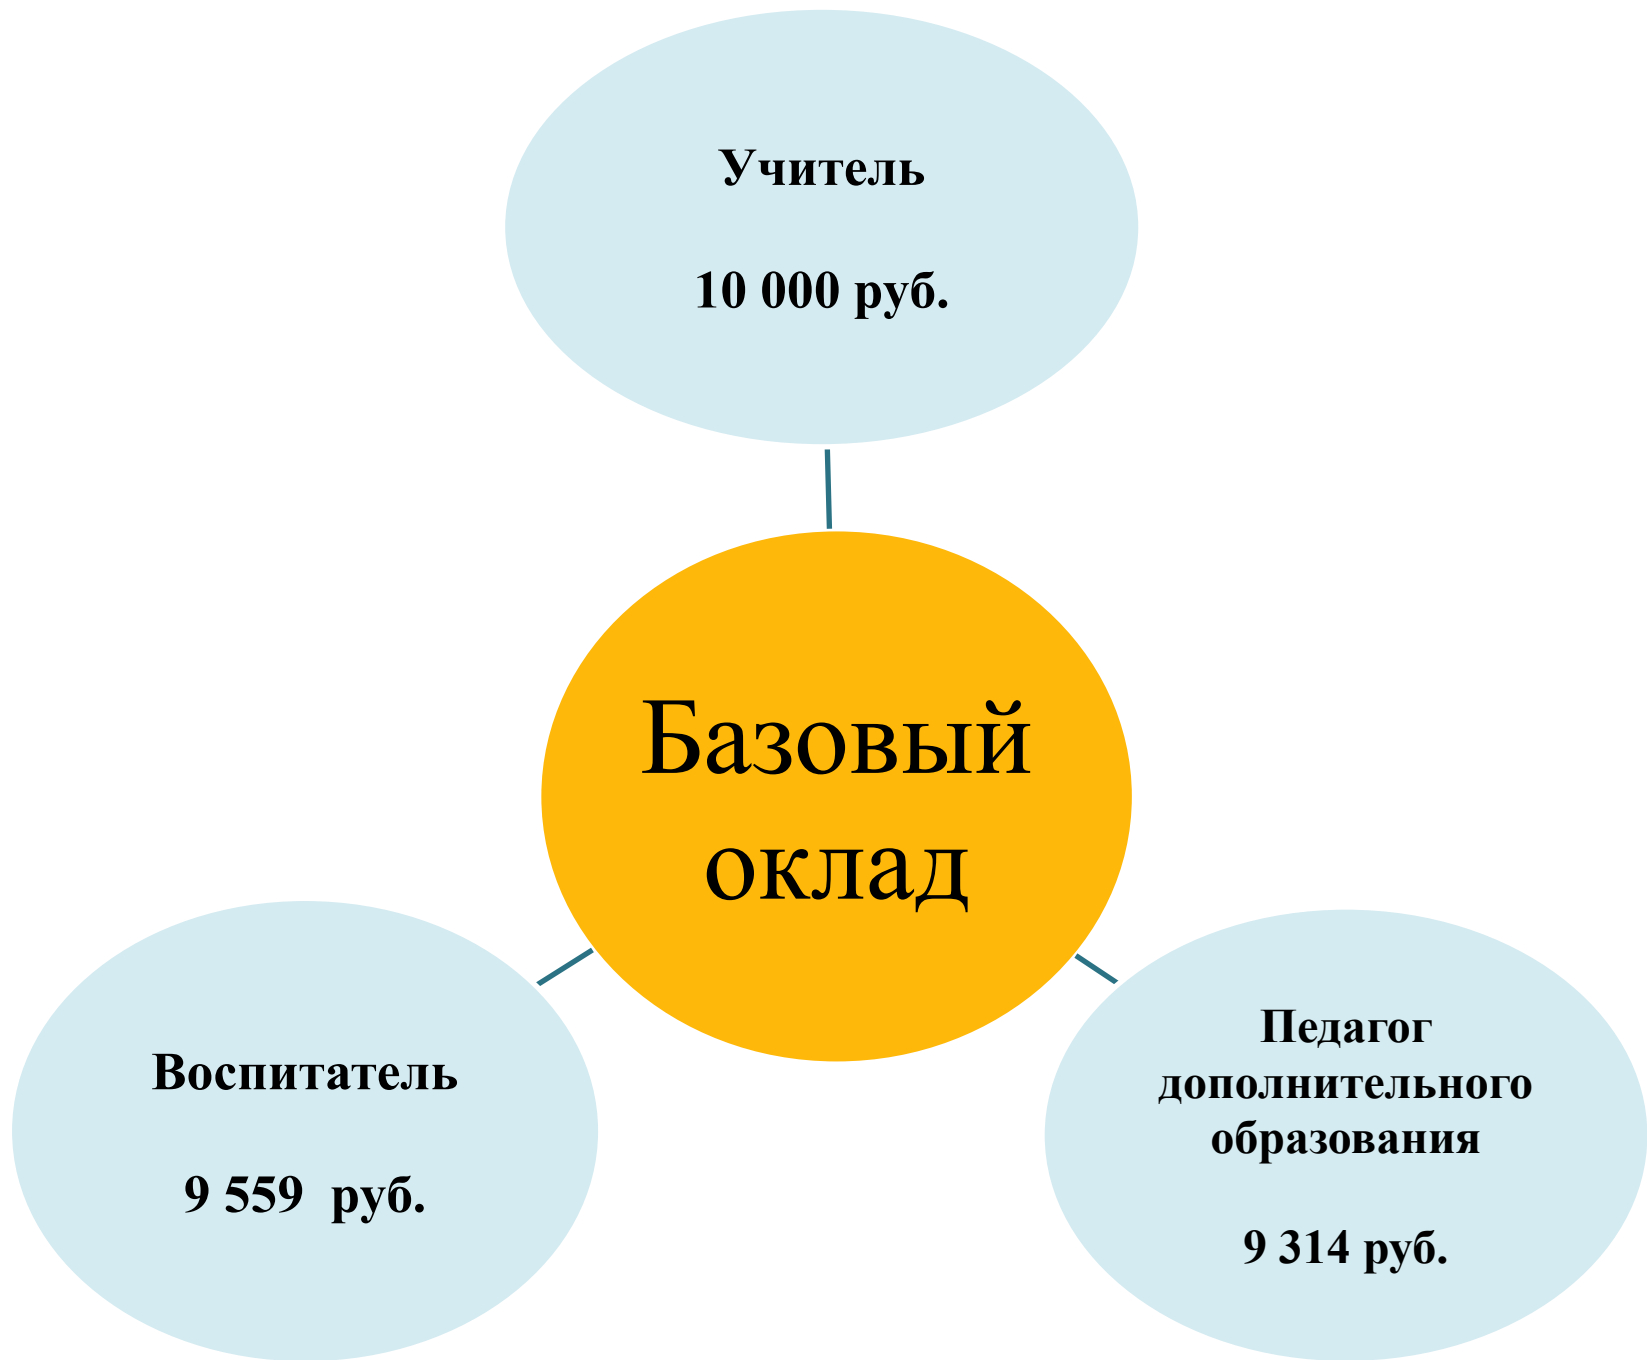 Учитель
10 000 руб.
Базовый
оклад
Воспитатель
9 559 руб.
Педагог
дополнительного
образования
9 314 руб.